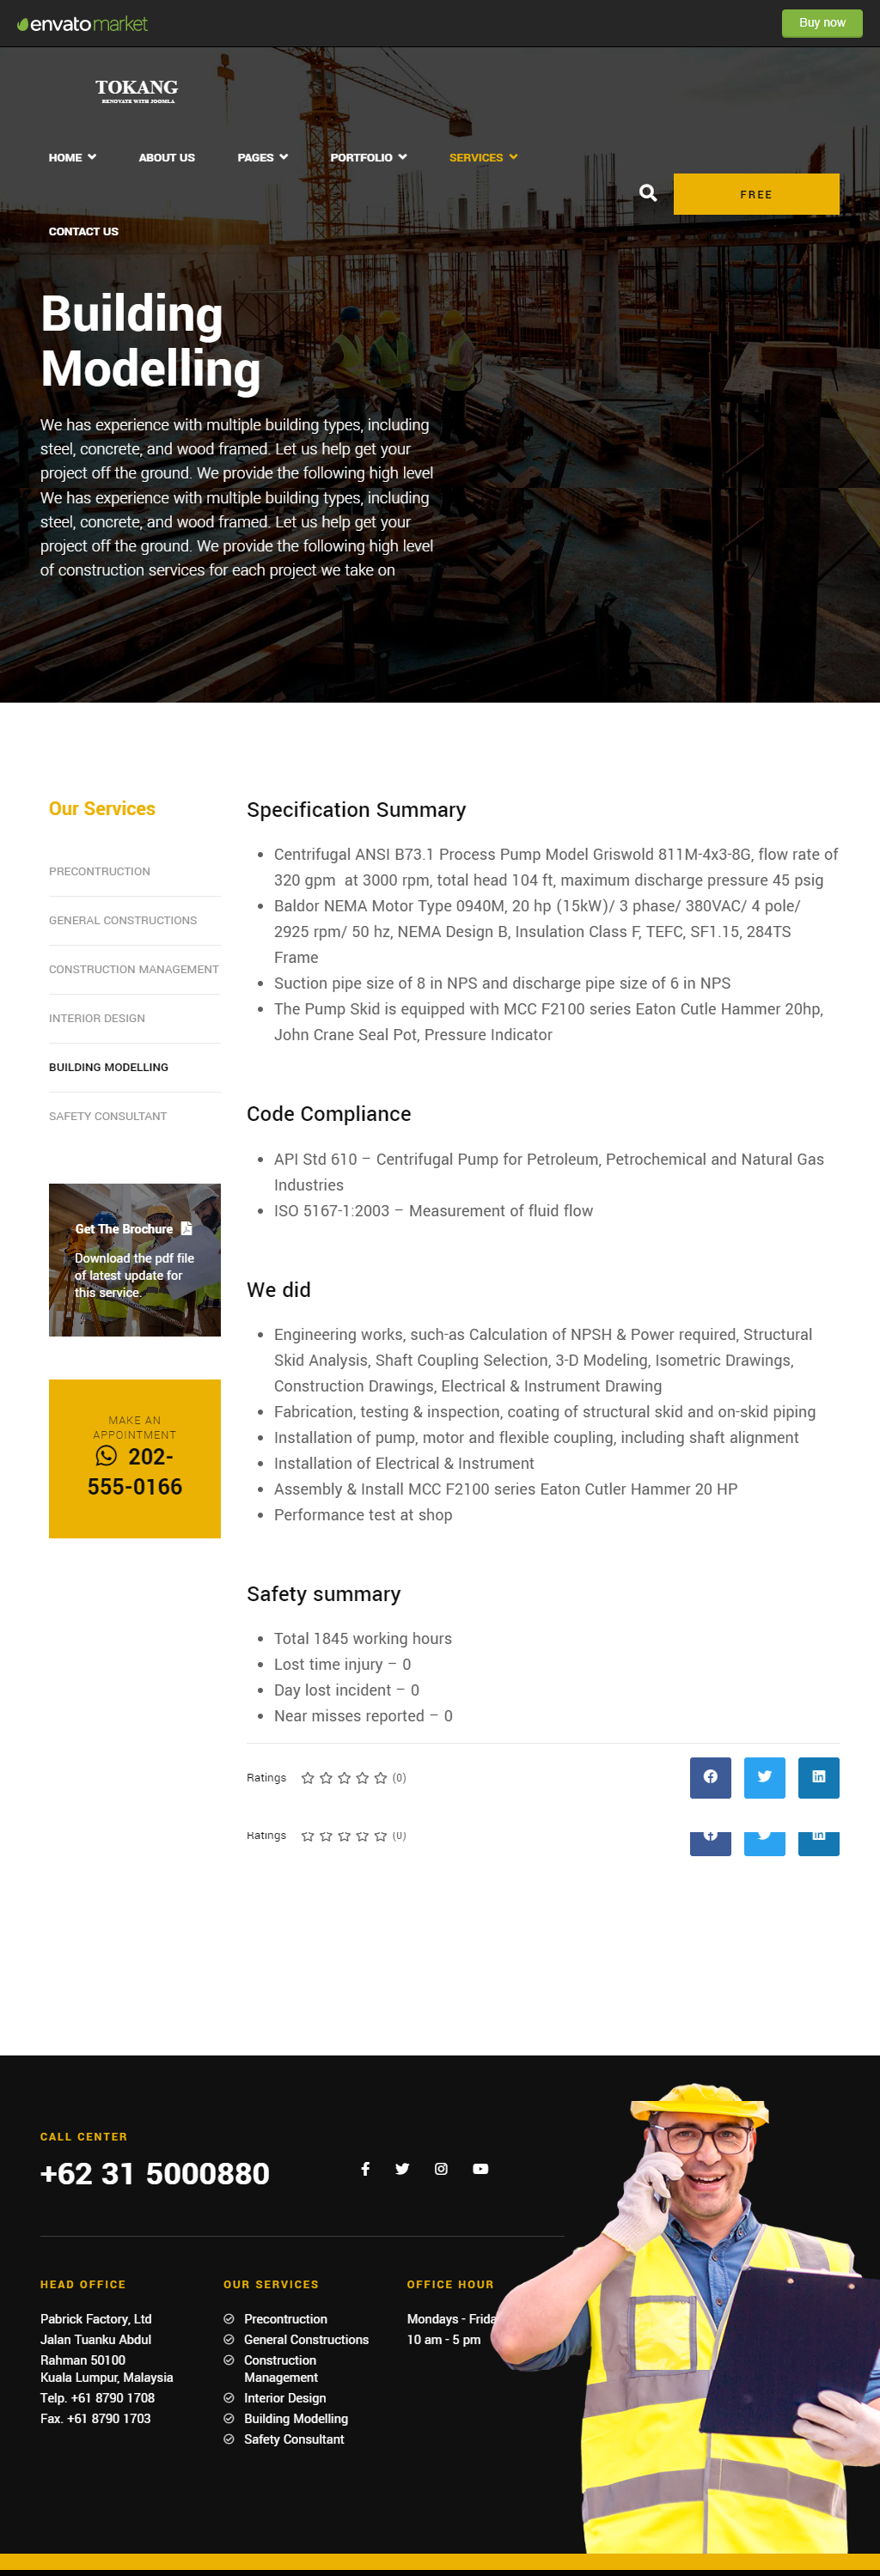 envato market
Buy now
TOKANG
RENOVATE WITH JOOMLA
HOME
ABOUT US
PAGES
PORTFOLIO
SERVICES
FREE
CONTACT US
Building
Modelling
We has experience with multiple building types, including
steel, concrete, and wood framed. Let us help get your
project off the ground. We provide the following high level
We has experience with multiple building types, including
steel, concrete, and wood framed. Let us help get your
project off the ground. We provide the following high level
of construction services for each project we take on
Our Services
PRECONTRUCTION
GENERAL CONSTRUCTIONS
CONSTRUCTION MANAGEMENT
INTERIOR DESIGN
BUILDING MODELLING
SAFETY CONSULTANT
Get The Brochure
Download the pdf file
of latest update for
this service.
MAKE AN
APPOINTMENT
202-
555-0166
Specification Summary
Centrifugal ANSI B73.1 Process Pump Model Griswold 811M-4x3-8G, flow rate of
320 gpm at 3000 rpm, total head 104 ft, maximum discharge pressure 45 psig
Baldor NEMA Motor Type 0940M, 20 hp (15kW)/ 3 phase/ 380VAC/ 4 pole/
2925 rpm/ 50 hz, NEMA Design B, Insulation Class F, TEFC, SF1.15, 284TS
Frame
Suction pipe size of 8 in NPS and discharge pipe size of 6 in NPS
The Pump Skid is equipped with MCC F2100 series Eaton Cutle Hammer 20hp,
John Crane Seal Pot, Pressure Indicator
Code Compliance
API Std 610 – Centrifugal Pump for Petroleum, Petrochemical and Natural Gas
Industries
ISO 5167-1:2003 – Measurement of fluid flow
We did
Engineering works, such-as Calculation of NPSH & Power required, Structural
Skid Analysis, Shaft Coupling Selection, 3-D Modeling, Isometric Drawings,
Construction Drawings, Electrical & Instrument Drawing
Fabrication, testing & inspection, coating of structural skid and on-skid piping
Installation of pump, motor and flexible coupling, including shaft alignment
Installation of Electrical & Instrument
Assembly & Install MCC F2100 series Eaton Cutler Hammer 20 HP
Performance test at shop
Safety summary
Total 1845 working hours
Lost time injury – 0
Day lost incident – 0
Near misses reported – 0
Ratings (0)
Ratings (0)
CALL CENTER
+62 31 5000880
HEAD OFFICE
Pabrick Factory, Ltd
Jalan Tuanku Abdul
Rahman 50100
Kuala Lumpur, Malaysia
Telp. +61 8790 1708
Fax. +61 8790 1703
OUR SERVICES
Precontruction
General Constructions
Construction
Management
Interior Design
Building Modelling
Safety Consultant
OFFICE HOUR
Mondays - Frida
10 am - 5 pm